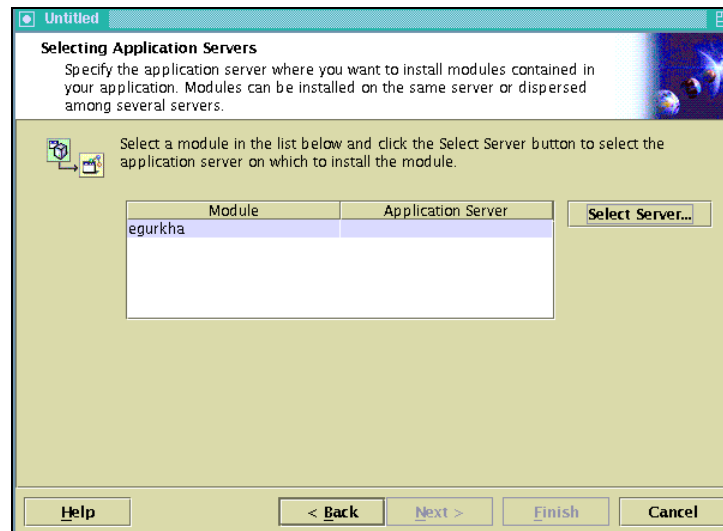 Untitled
Selecting Application Servers
Specify the application server where you want to install modules contained in
your application. Modules can be installed on the same server or dispersed
among several servers.
Select a module in the list below and click the Select Server button to select the
application server on which to install the module.
Module Application Server Select Server...
egurkha
Help < Back Next > Finish Cancel